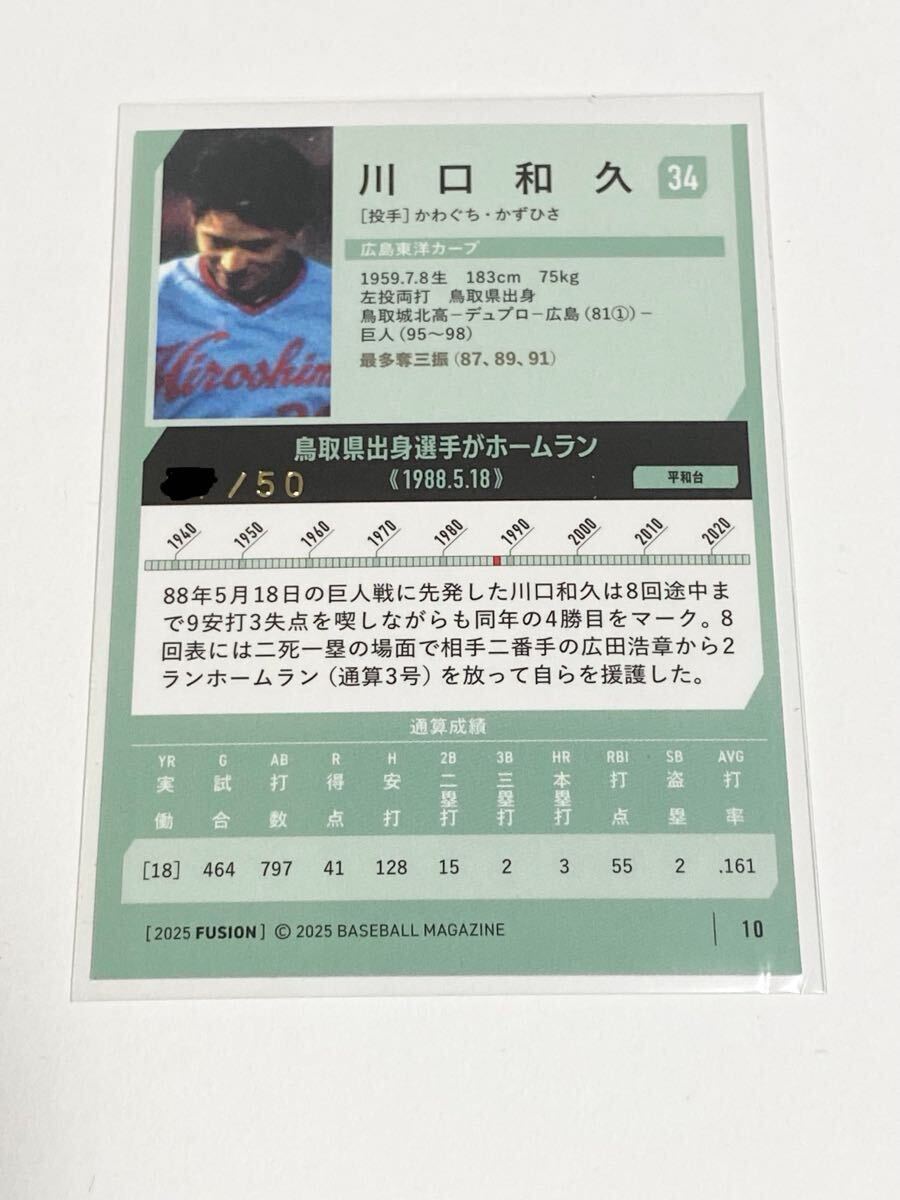 川口和久 34
[投手]かわぐち・かずひさ
広島東洋カープ
1959.7.8生 183cm 75kg
左投両打 鳥取県出身
鳥取城北高−デュプロ−広島(81①)−
巨人(95〜98)
最多奪三振(87、89、91)
Hiroshim
鳥取県出身選手がホームラン
/50 《1988.5.18》 平和台
1940 1950 1960 1970 1980 1990 2000 2010 2020
88年5月18日の巨人戦に先発した川口和久は8回途中ま
で9安打3失点を喫しながらも同年の4勝目をマーク。8
回表には二死一塁の場面で相手二番手の広田浩章から2
ランホームラン(通算3号)を放って自らを援護した。
通算成績
YR G AB R H 2B 3B HR RBI SB AVG
実働 試合 打数 得点 安打 二塁打 三塁打 本塁打 打点 盗塁 打率
[18] 464 797 41 128 15 2 3 55 2 .161
[2025 FUSION] © 2025 BASEBALL MAGAZINE 10